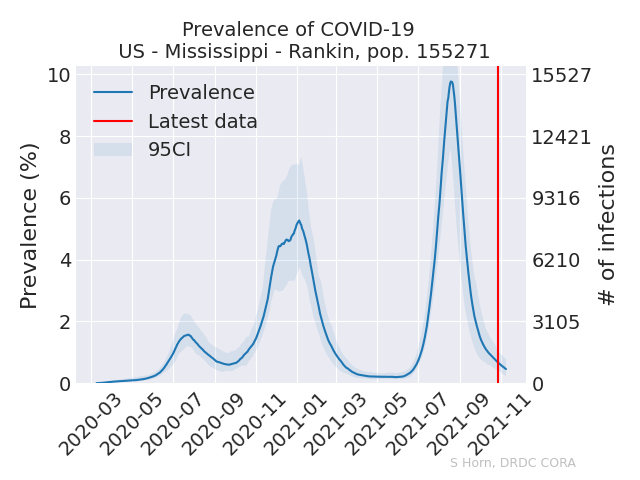 Prevalence of COVID-19
US - Mississippi - Rankin, pop. 155271
Prevalence (%)
10
8
6
4
2
0
Prevalence
Latest data
95CI
15527
12421
9316
6210
3105
0
# of infections
2020-03
2020-05
2020-07
2020-09
2020-11
2021-01
2021-03
2021-05
2021-07
2021-09
2021-11
S Horn, DRDC CORA